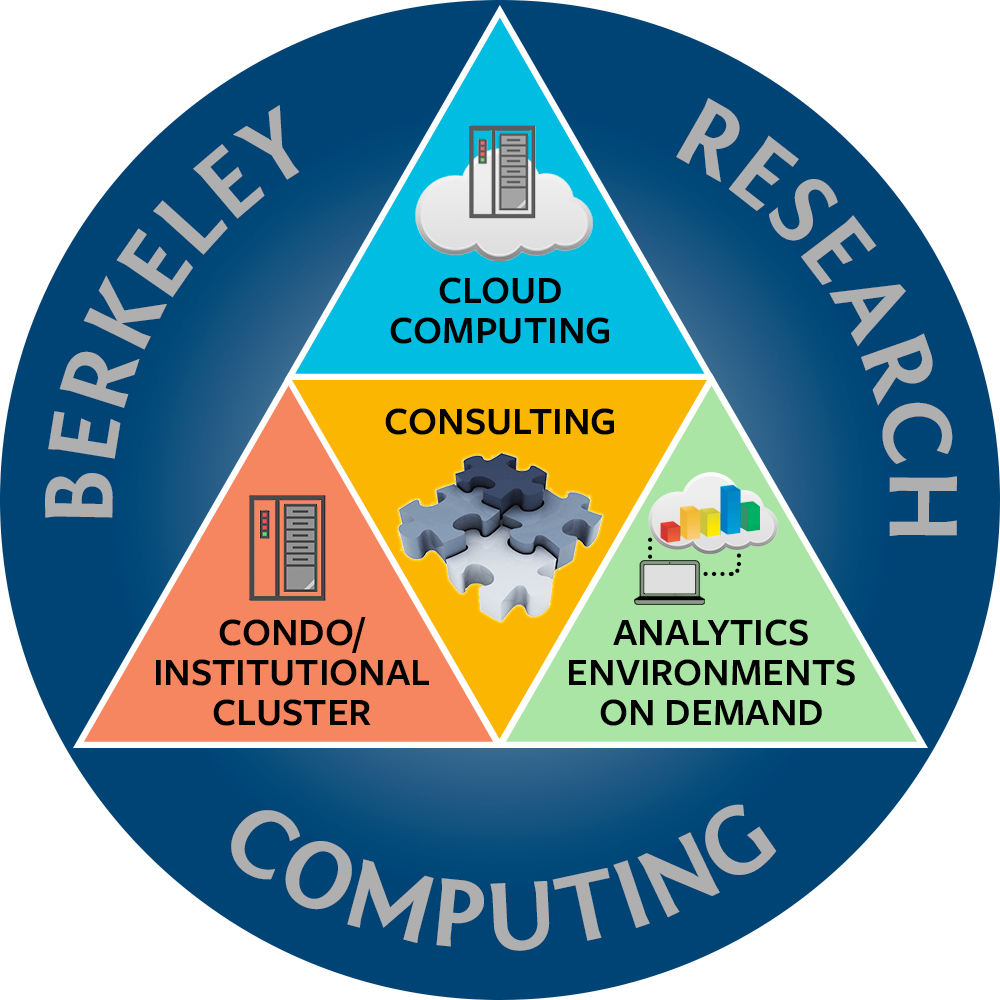 BERKELEY
RESEARCH
CLOUD
COMPUTING
CONSULTING
CONDO/
INSTITUTIONAL
CLUSTER
ANALYTICS
ENVIRONMENTS
ON DEMAND
COMPUTING